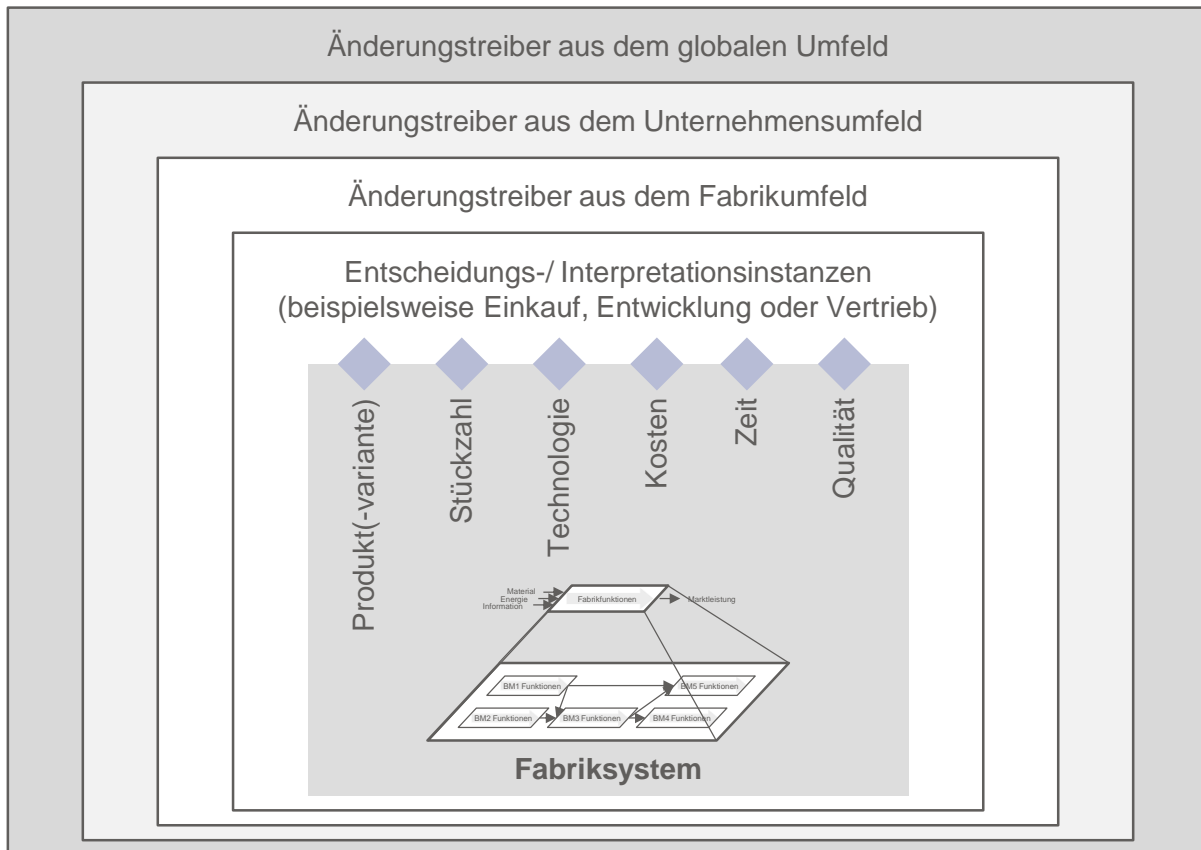 Änderungstreiber aus dem globalen Umfeld
Änderungstreiber aus dem Unternehmensumfeld
Änderungstreiber aus dem Fabrikumfeld
Entscheidungs-/ Interpretationsinstanzen
(beispielsweise Einkauf, Entwicklung oder Vertrieb)
Produkt(-variante)
Stückzahl
Technologie
Kosten
Zeit
Qualität
Material
Energie
Information
Fabrikfunktionen
Marktleistung
BM1 Funktionen
BM5 Funktionen
BM2 Funktionen
BM3 Funktionen
BM4 Funktionen
Fabriksystem